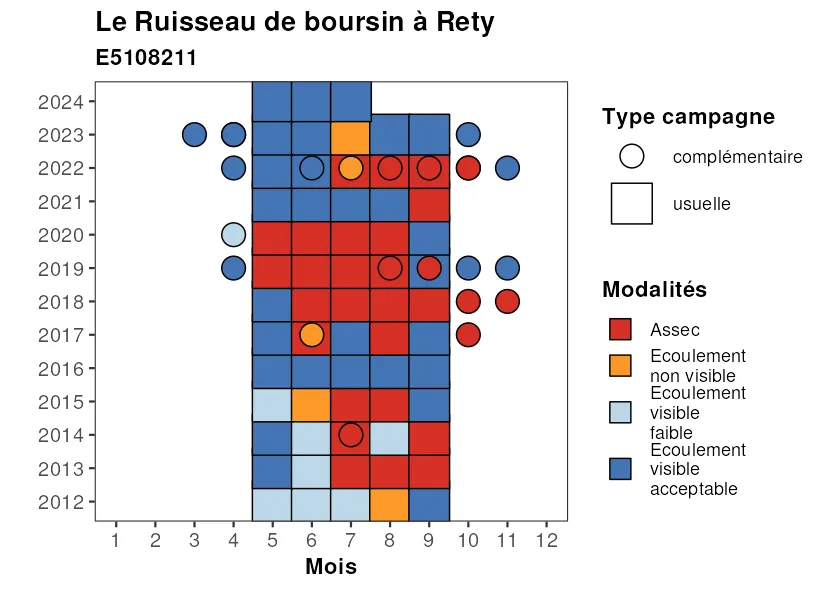 Le Ruisseau de boursin à Rety
E5108211
2024
2023
2022
2021
2020
2019
2018
2017
2016
2015
2014
2013
2012
1 2 3 4 5 6 7 8 9 10 11 12
Mois
Type campagne
complémentaire
usuelle
Modalités
Assec
Ecoulement
non visible
Ecoulement
visible
faible
Ecoulement
visible
acceptable